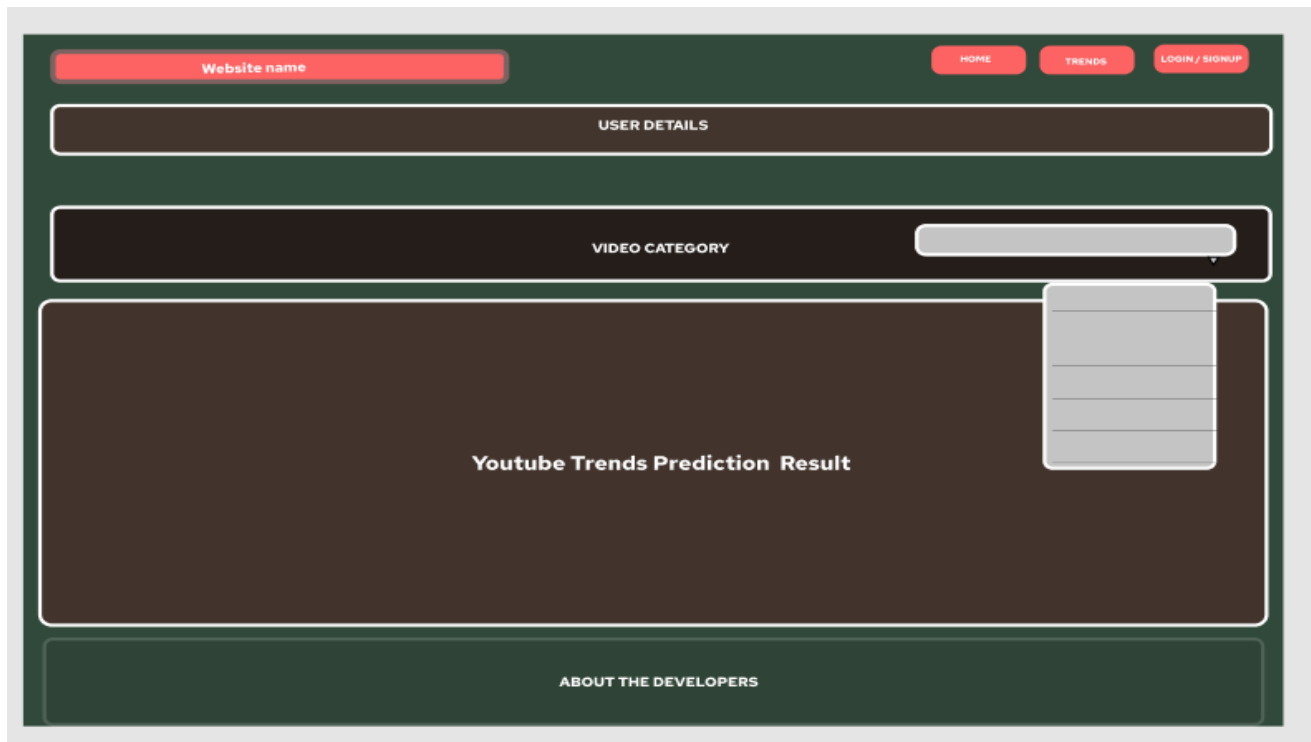 Website name
HOME
TRENDS
LOGIN / SIGNUP
USER DETAILS
VIDEO CATEGORY
Youtube Trends Prediction Result
ABOUT THE DEVELOPERS